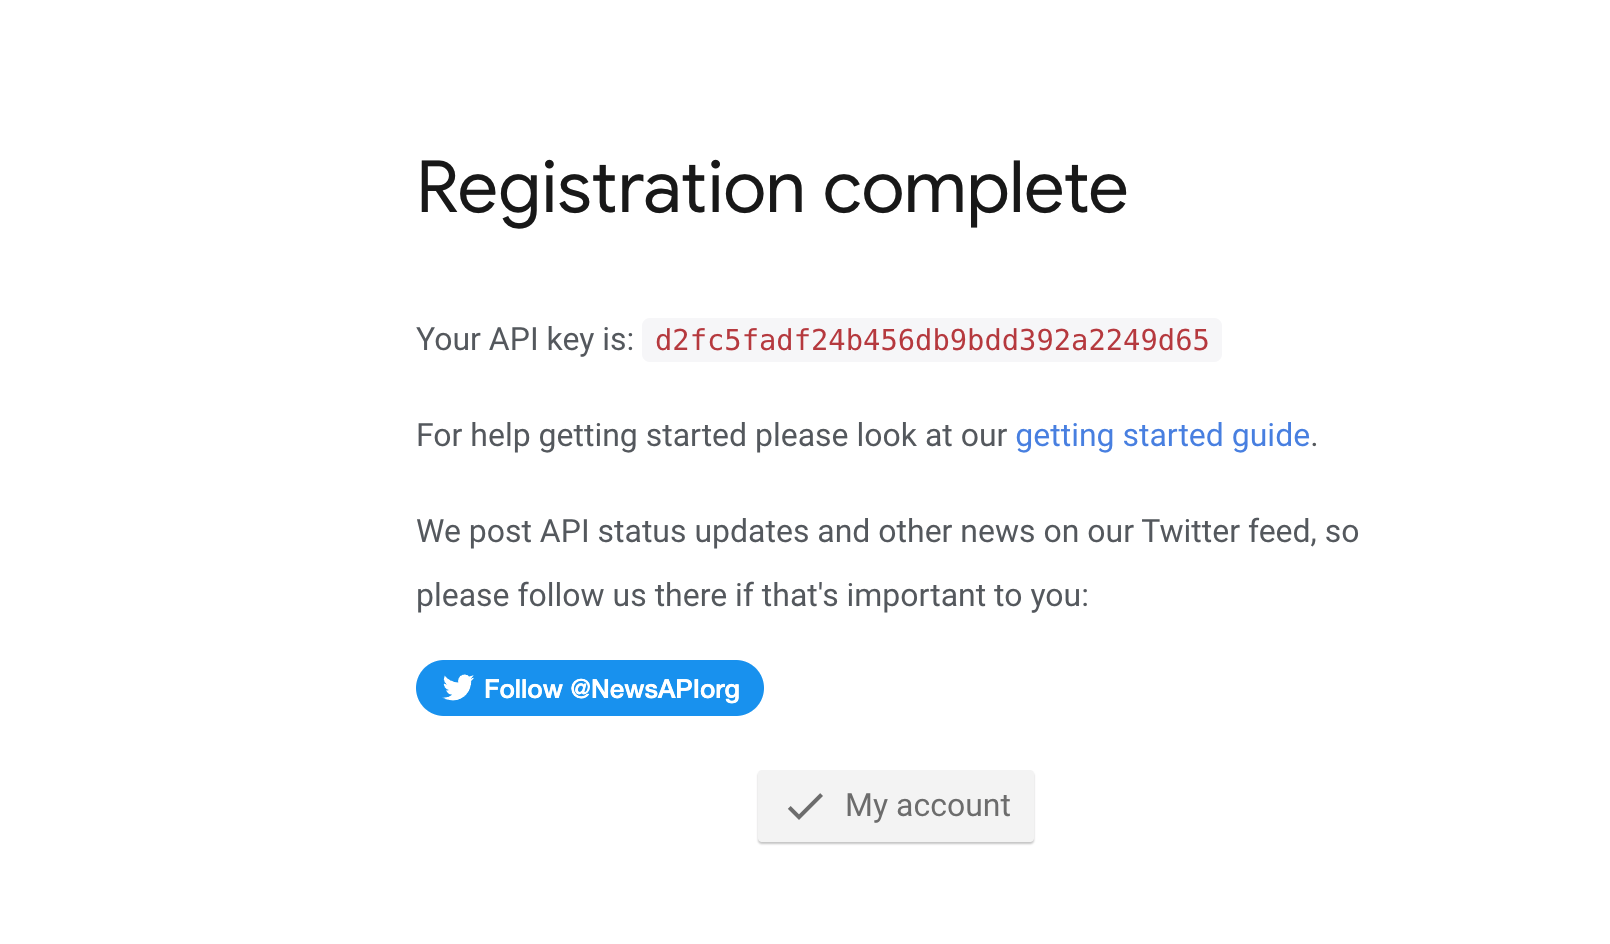 Registration complete
Your API key is: d2fc5fadf24b456db9bdd392a2249d65
For help getting started please look at our getting started guide.
We post API status updates and other news on our Twitter feed, so
please follow us there if that's important to you:
Follow @NewsAPIorg
My account